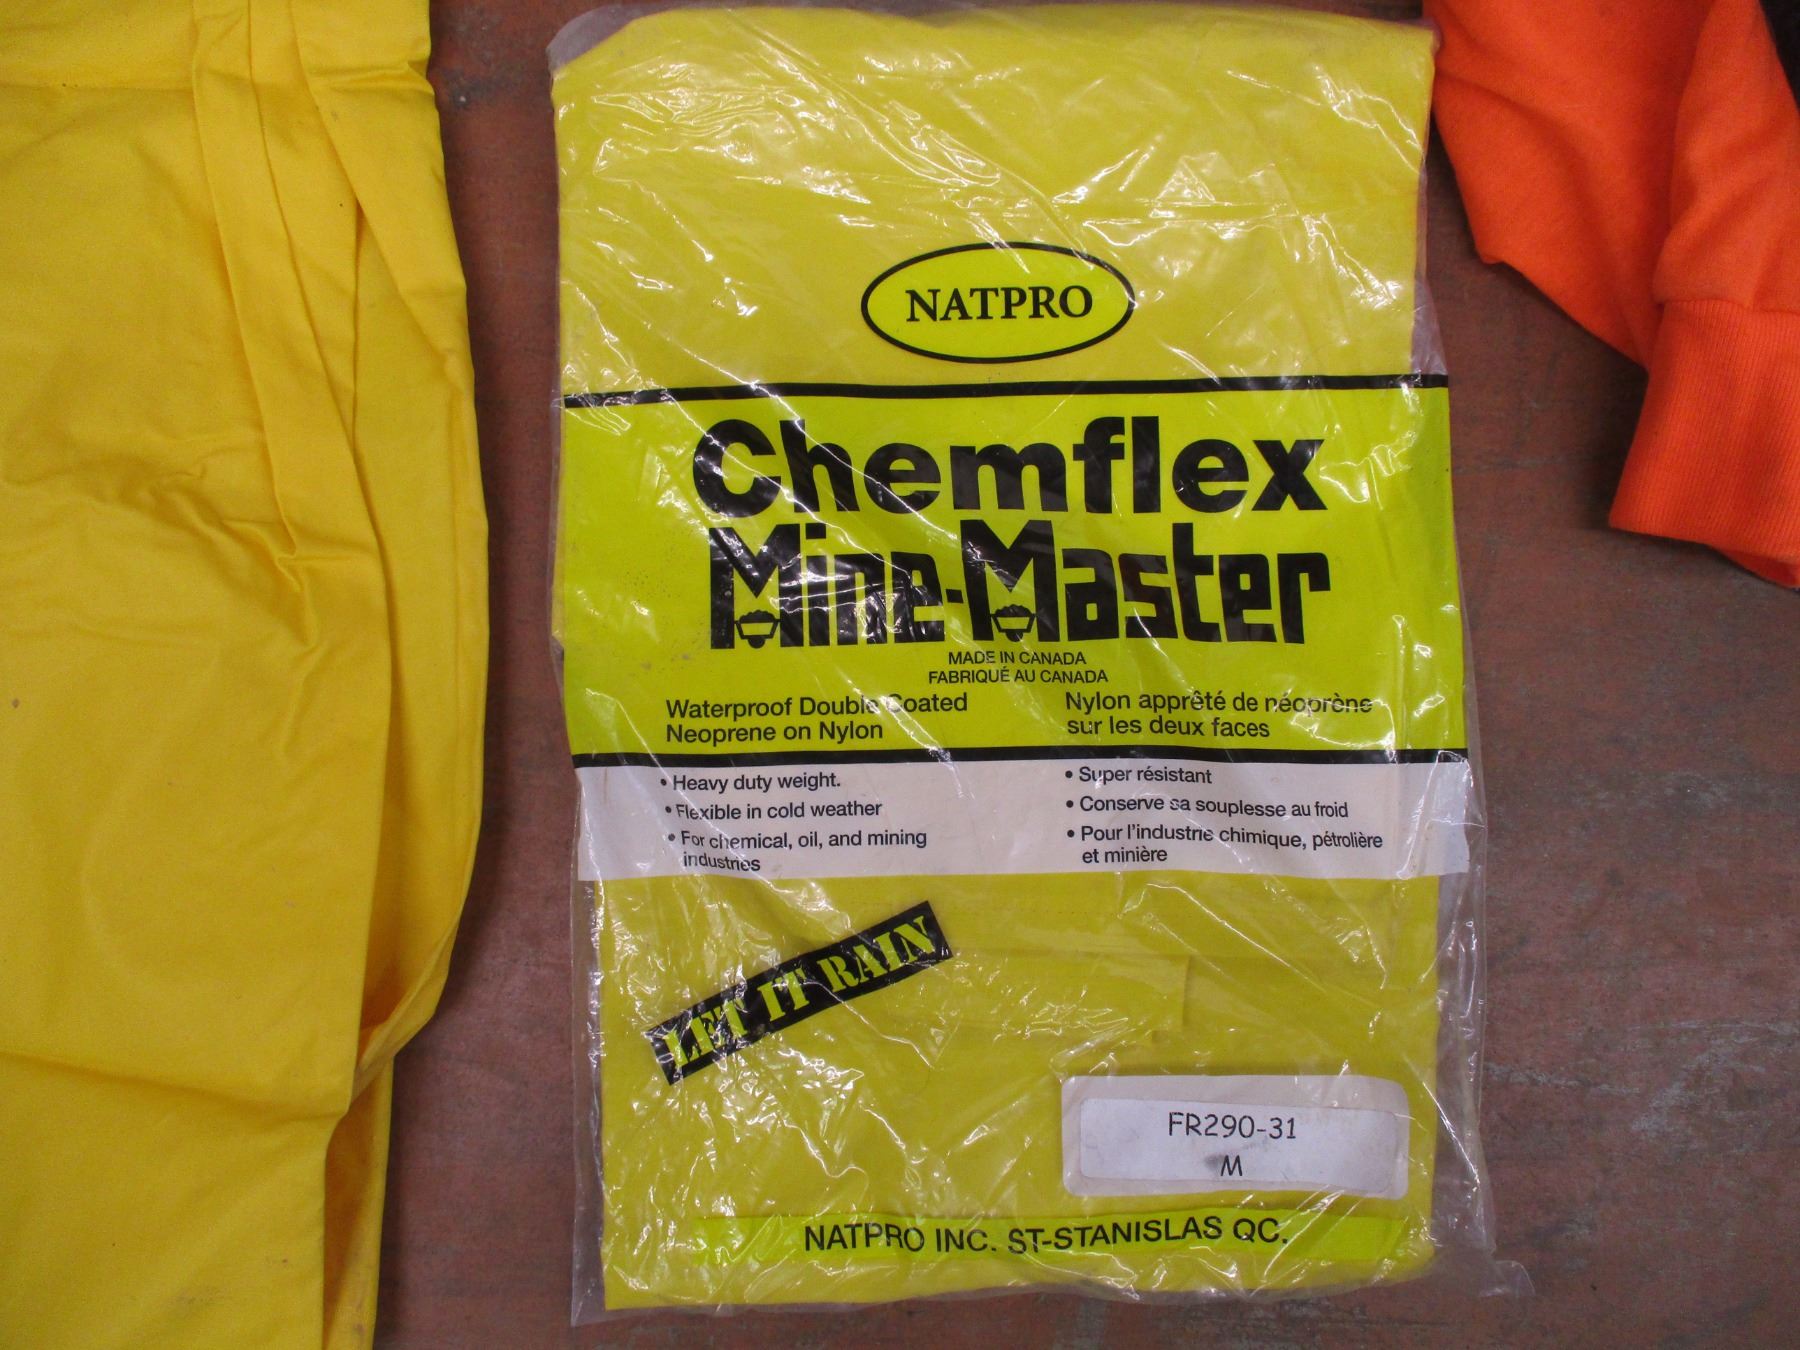 NATPRO
Chemflex
Mine-Master
MADE IN CANADA
FABRIQUÉ AU CANADA
Waterproof Double Coated
Neoprene on Nylon
Nylon apprêté de néoprène
sur les deux faces
• Heavy duty weight.
• Flexible in cold weather
• For chemical, oil, and mining
industries
• Super résistant
• Conserve sa souplesse au froid
• Pour l'industrie chimique, pétrolière
et minière
LET IT RAIN
FR290-31
M
NATPRO INC. ST-STANISLAS QC.